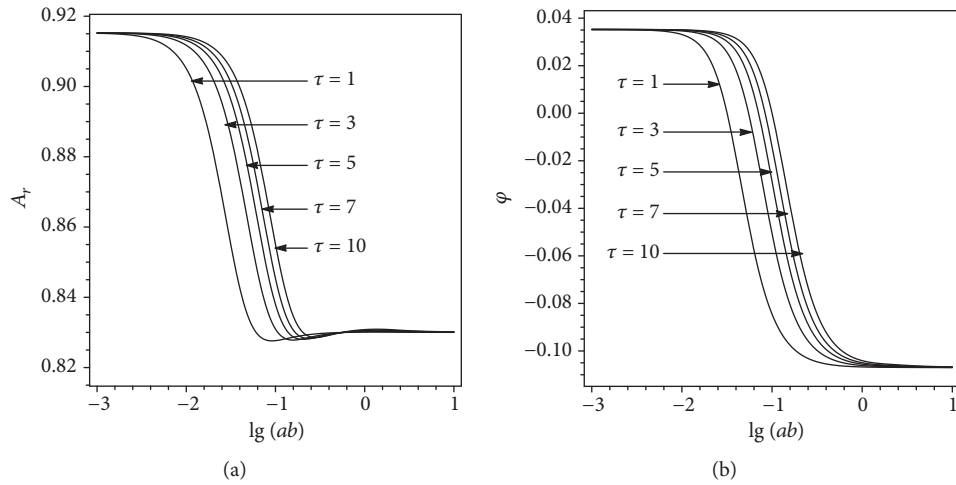 0.92
0.90
0.88
0.86
0.84
0.82
A_r
τ = 1
τ = 3
τ = 5
τ = 7
τ = 10
−3
−2
−1
0
1
lg (ab)
(a)
0.04
0.02
0.00
−0.02
−0.04
−0.06
−0.08
−0.10
φ
τ = 1
τ = 3
τ = 5
τ = 7
τ = 10
−3
−2
−1
0
1
lg (ab)
(b)